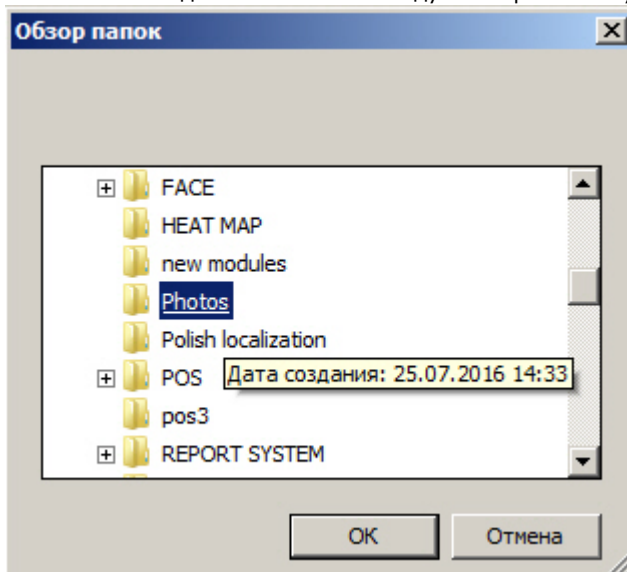 Обзор папок
FACE
HEAT MAP
new modules
Photos
Polish localization
POS
Дата создания: 25.07.2016 14:33
pos3
REPORT SYSTEM
OK
Отмена